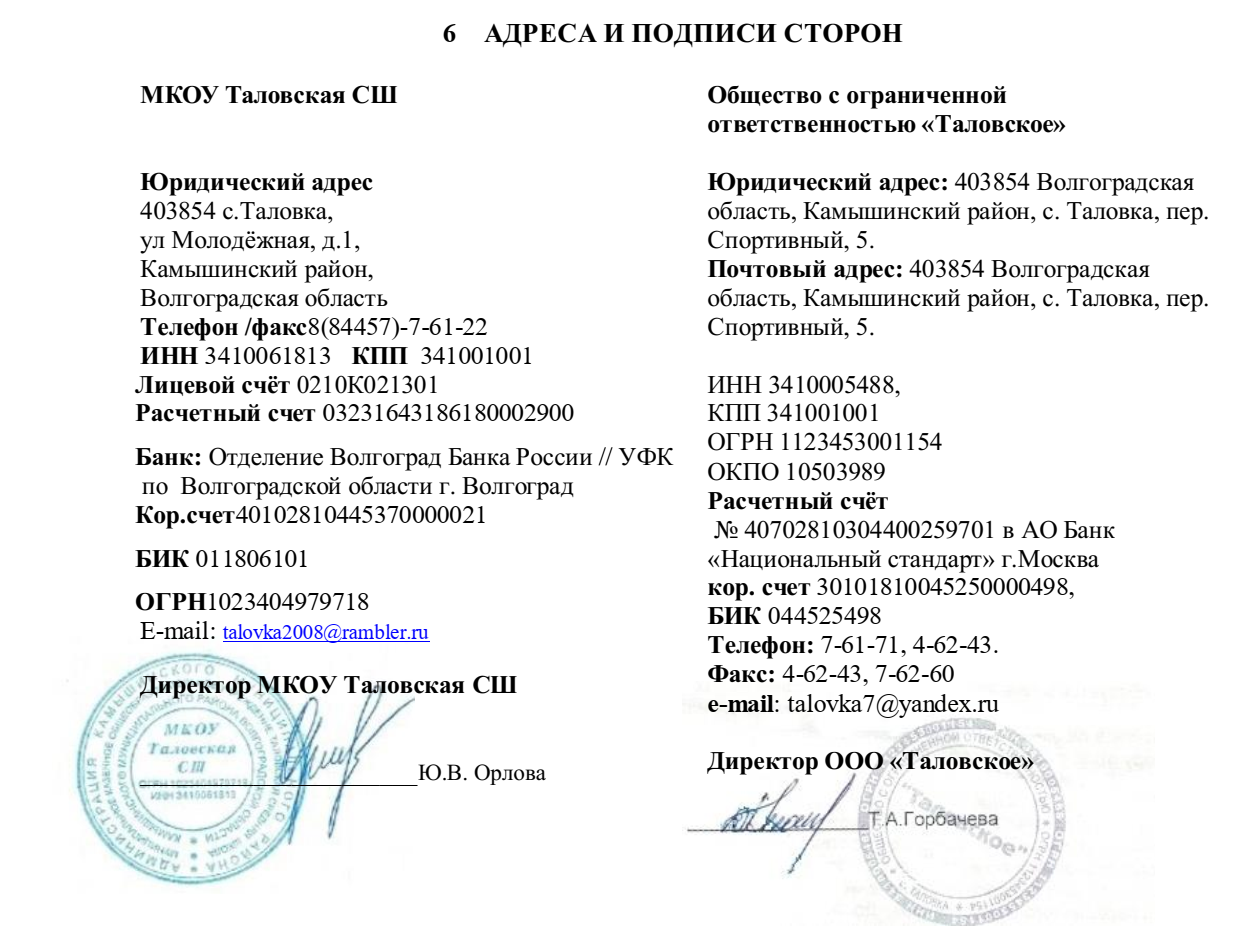 6 АДРЕСА И ПОДПИСИ СТОРОН
МКОУ Таловская СШ
Юридический адрес
403854 с.Таловка,
ул Молодёжная, д.1,
Камышинский район,
Волгоградская область
Телефон /факс8(84457)-7-61-22
ИНН 3410061813 КПП 341001001
Лицевой счёт 0210К021301
Расчетный счет 03231643186180002900
Банк: Отделение Волгоград Банка России // УФК
по Волгоградской области г. Волгоград
Кор.счет40102810445370000021
БИК 011806101
ОГРН1023404979718
E-mail: talovka2008@rambler.ru
Директор МКОУ Таловская СШ
Ю.В. Орлова
МКОУ
Таловская
СШ
ОГРН 1023404979718
ИНН 3410061813
Общество с ограниченной
ответственностью «Таловское»
Юридический адрес: 403854 Волгоградская
область, Камышинский район, с. Таловка, пер.
Спортивный, 5.
Почтовый адрес: 403854 Волгоградская
область, Камышинский район, с. Таловка, пер.
Спортивный, 5.
ИНН 3410005488,
КПП 341001001
ОГРН 1123453001154
ОКПО 10503989
Расчетный счёт
№ 40702810304400259701 в АО Банк
«Национальный стандарт» г.Москва
кор. счет 30101810045250000498,
БИК 044525498
Телефон: 7-61-71, 4-62-43.
Факс: 4-62-43, 7-62-60
e-mail: talovka7@yandex.ru
Директор ООО «Таловское»
Т.А.Горбачева
"Таловское"